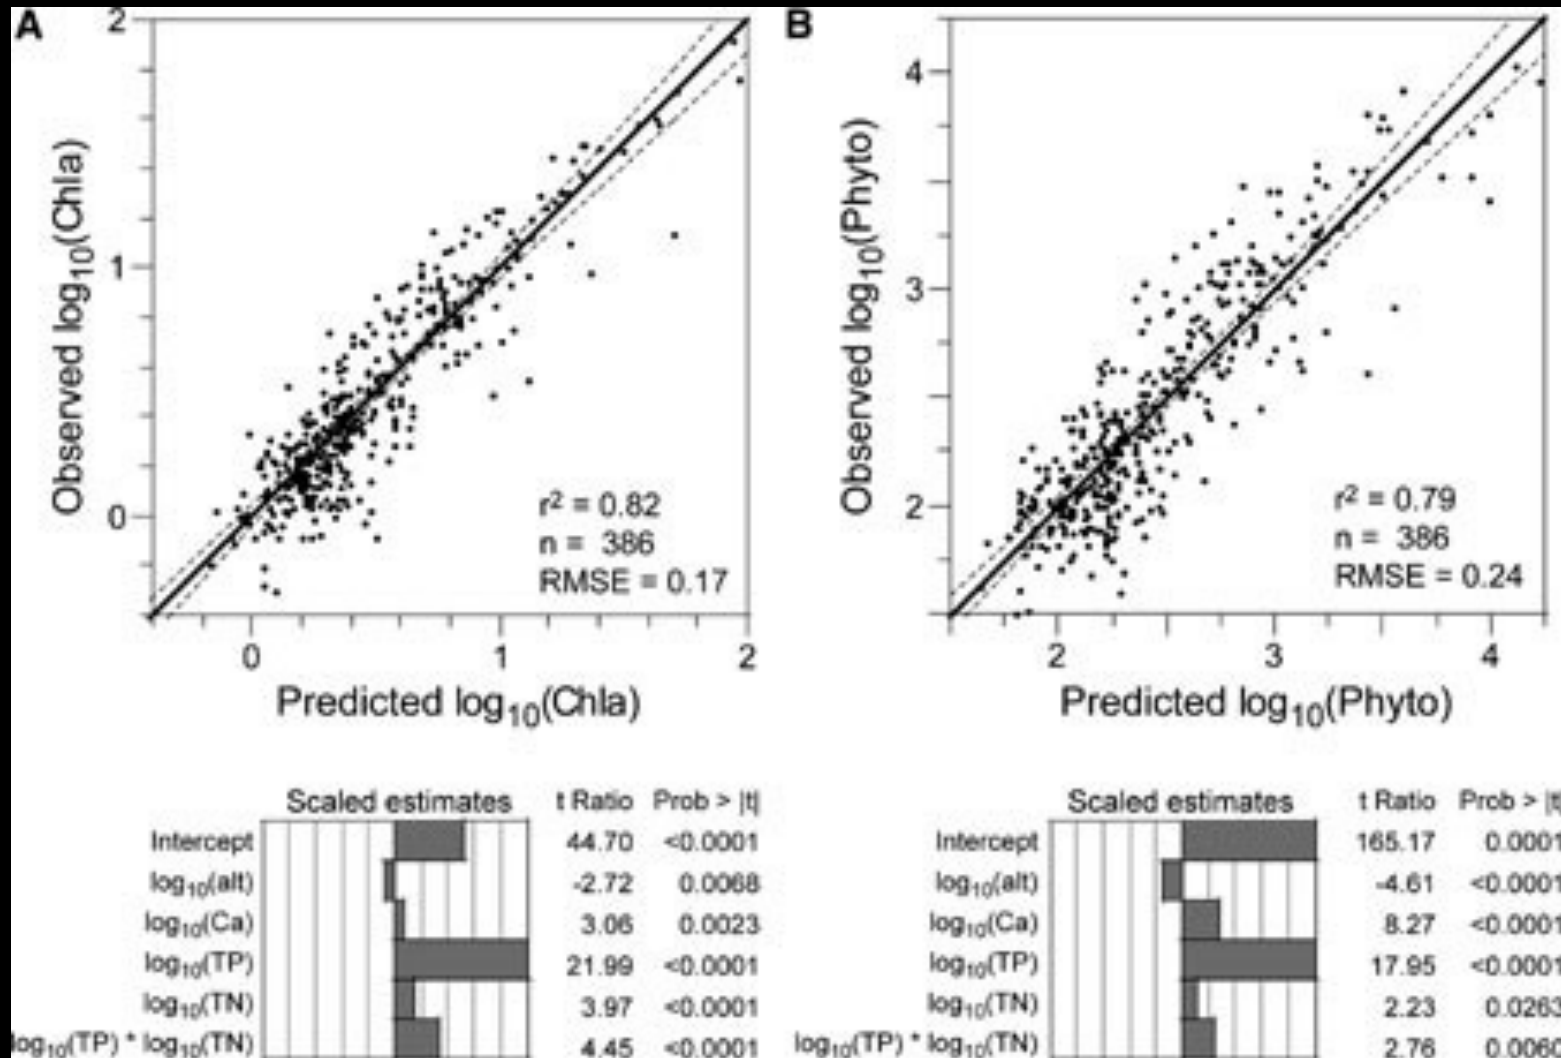 A
2
1
0
Observed log10(Chla)
r2 = 0.82
n = 386
RMSE = 0.17
0 1 2
Predicted log10(Chla)
Scaled estimates t Ratio Prob > |t|
Intercept 44.70 <0.0001
log10(alt) -2.72 0.0068
log10(Ca) 3.06 0.0023
log10(TP) 21.99 <0.0001
log10(TN) 3.97 <0.0001
log10(TP) * log10(TN) 4.45 <0.0001
B
4
3
2
Observed log10(Phyto)
r2 = 0.79
n = 386
RMSE = 0.24
2 3 4
Predicted log10(Phyto)
Scaled estimates t Ratio Prob > |t|
Intercept 165.17 0.0001
log10(alt) -4.61 <0.0001
log10(Ca) 8.27 <0.0001
log10(TP) 17.95 <0.0001
log10(TN) 2.23 0.0263
log10(TP) * log10(TN) 2.76 0.0060